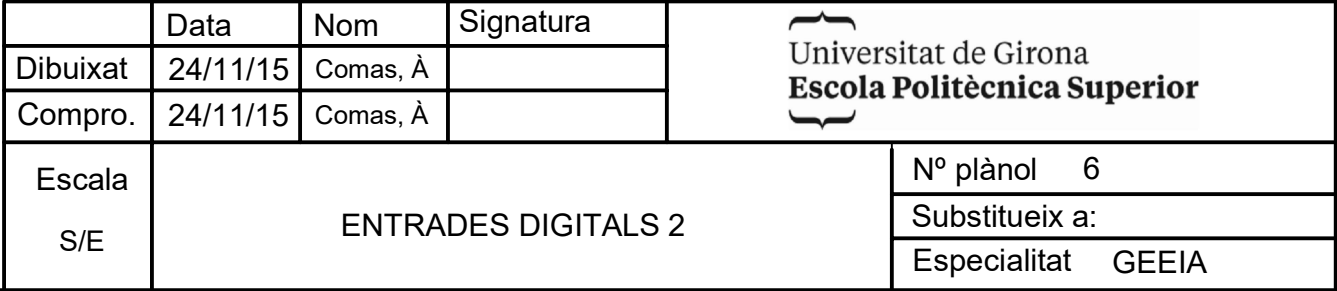 Data Nom Signatura
Dibuixat 24/11/15 Comas, À
Compro. 24/11/15 Comas, À
Universitat de Girona
Escola Politècnica Superior
Escala
S/E
ENTRADES DIGITALS 2
Nº plànol 6
Substitueix a:
Especialitat GEEIA